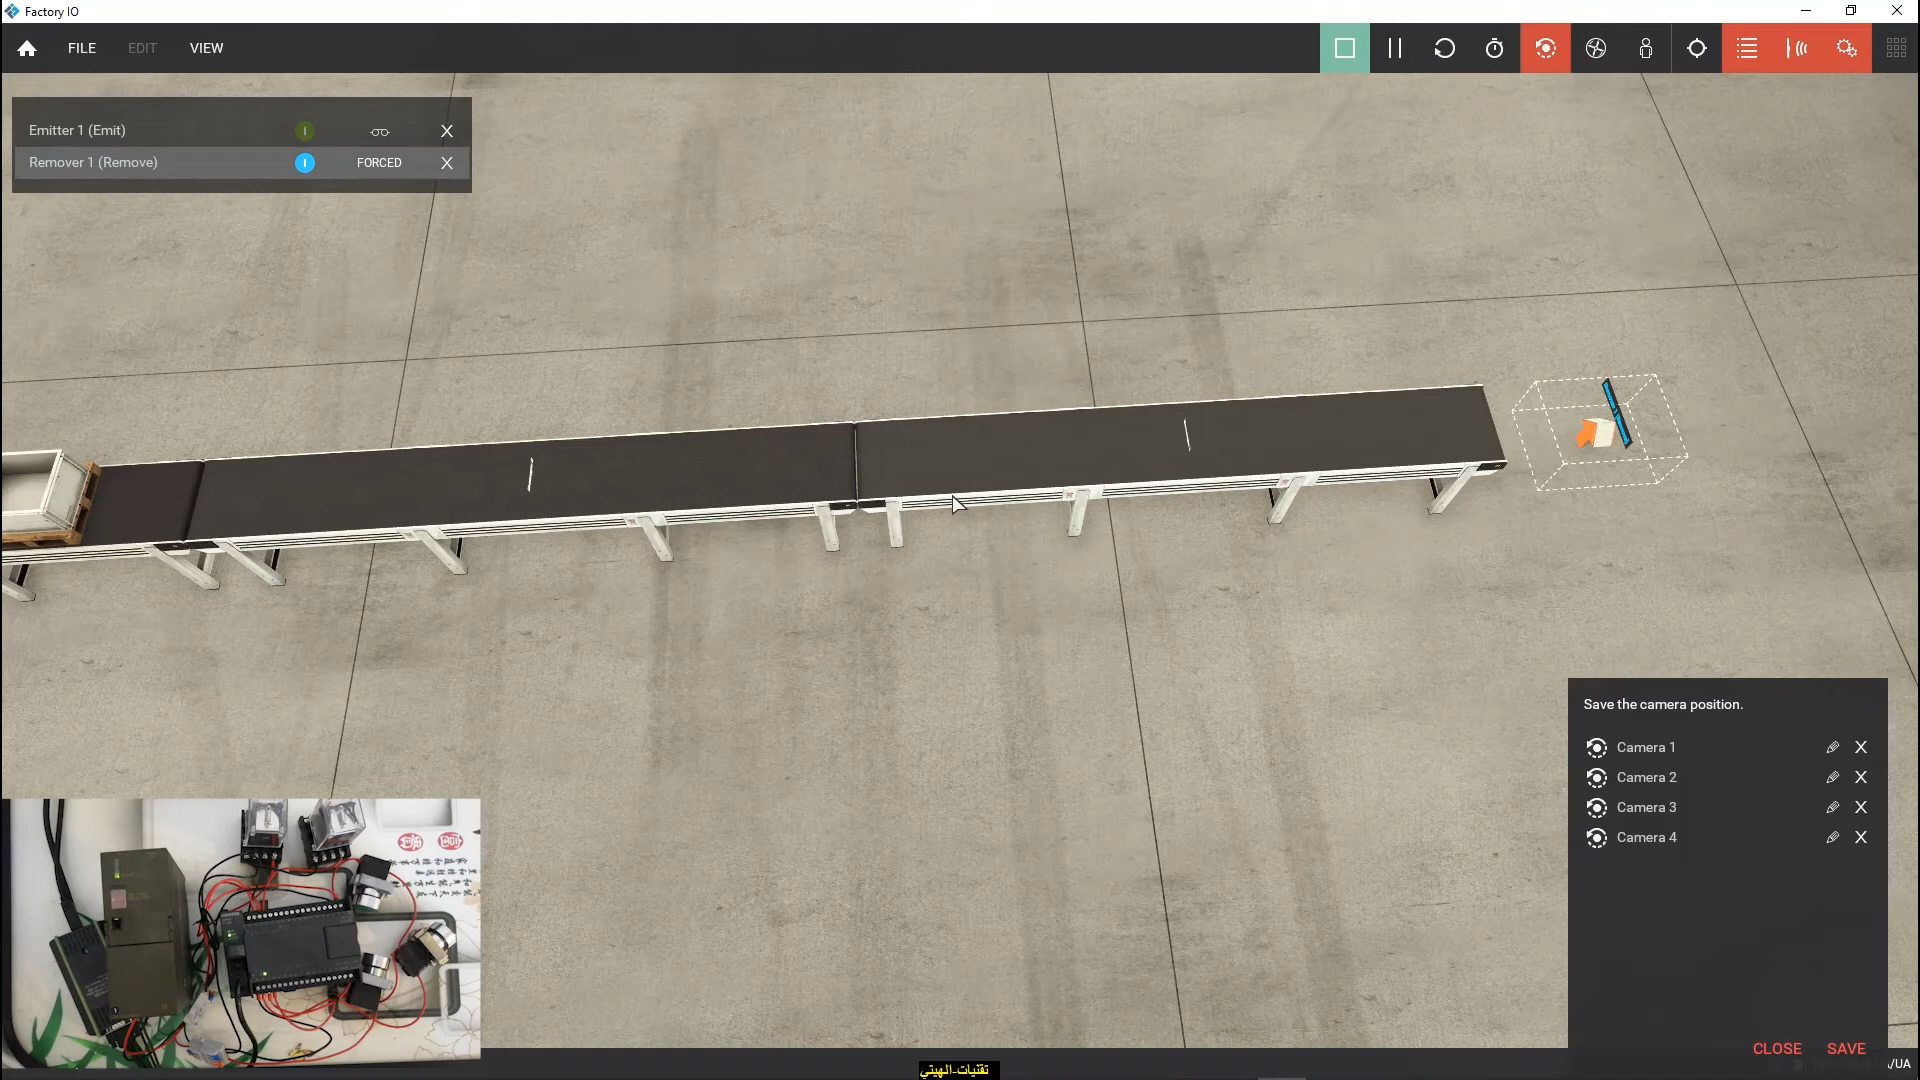 Factory IO
FILE EDIT VIEW
Emitter 1 (Emit)
Remover 1 (Remove) FORCED X
Save the camera position.
Camera 1 X
Camera 2 X
Camera 3 X
Camera 4 X
CLOSE SAVE
/UA
تقنيات-الهيتي